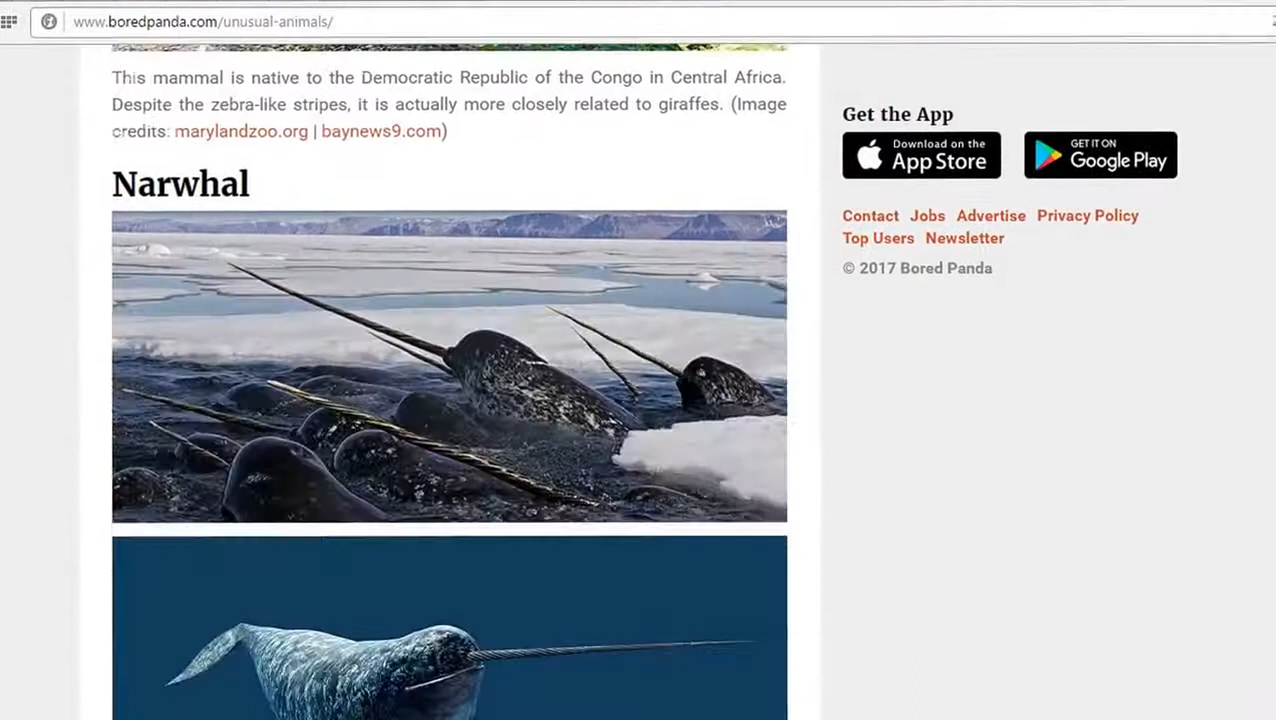 www.boredpanda.com/unusual-animals/
This mammal is native to the Democratic Republic of the Congo in Central Africa.
Despite the zebra-like stripes, it is actually more closely related to giraffes. (Image
credits: marylandzoo.org | baynews9.com)
Narwhal
Get the App
Download on the
App Store
GET IT ON
Google Play
Contact Jobs Advertise Privacy Policy
Top Users Newsletter
© 2017 Bored Panda